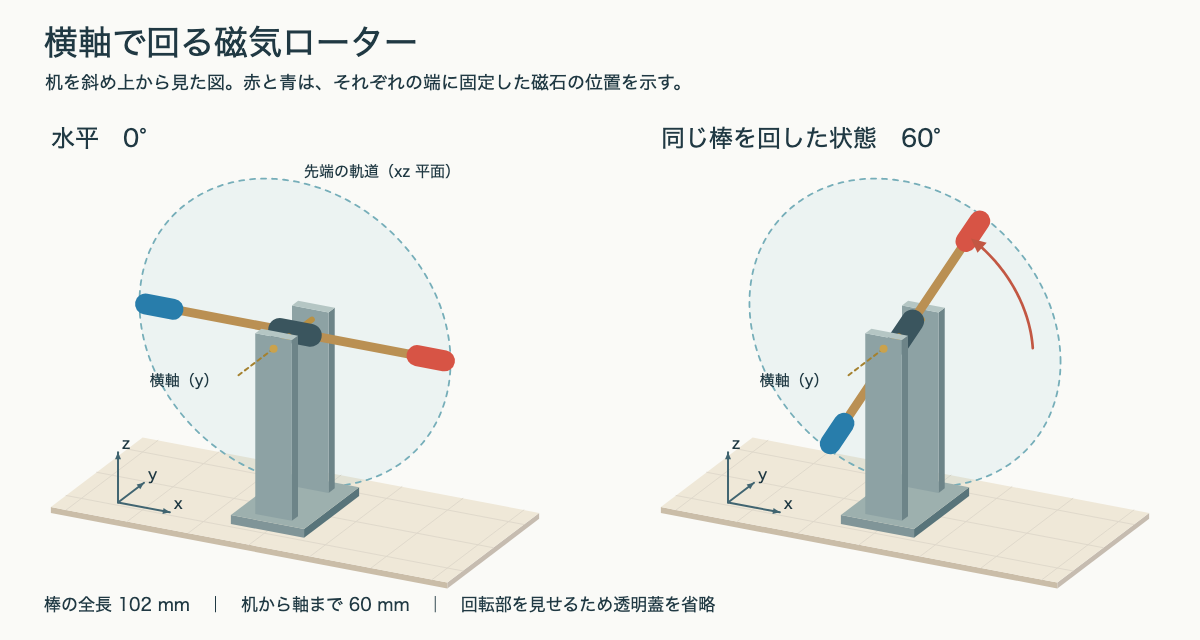 横軸で回る磁気ローター
机を斜め上から見た図。赤と青は、それぞれの端に固定した磁石の位置を示す。
水平　0°
先端の軌道（xz 平面）
横軸（y）
z
y
x
同じ棒を回した状態　60°
横軸（y）
z
y
x
棒の全長 102 mm ｜ 机から軸まで 60 mm ｜ 回転部を見せるため透明蓋を省略